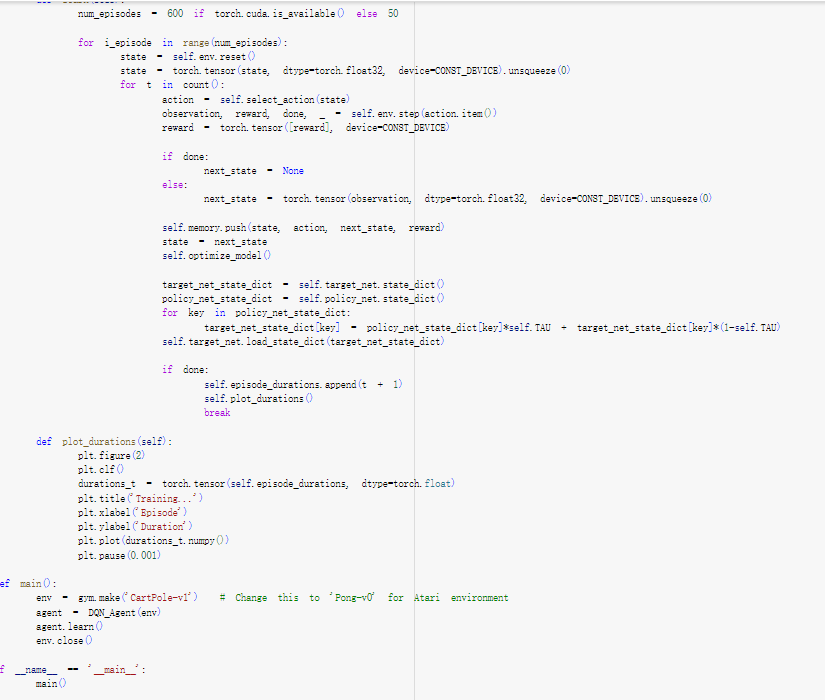 num_episodes = 600 if torch.cuda.is_available() else 50
for i_episode in range(num_episodes):
state = self.env.reset()
state = torch.tensor(state, dtype=torch.float32, device=CONST_DEVICE).unsqueeze(0)
for t in count():
action = self.select_action(state)
observation, reward, done, _ = self.env.step(action.item())
reward = torch.tensor([reward], device=CONST_DEVICE)
if done:
next_state = None
else:
next_state = torch.tensor(observation, dtype=torch.float32, device=CONST_DEVICE).unsqueeze(0)
self.memory.push(state, action, next_state, reward)
state = next_state
self.optimize_model()
target_net_state_dict = self.target_net.state_dict()
policy_net_state_dict = self.policy_net.state_dict()
for key in policy_net_state_dict:
target_net_state_dict[key] = policy_net_state_dict[key]*self.TAU + target_net_state_dict[key]*(1-self.TAU)
self.target_net.load_state_dict(target_net_state_dict)
if done:
self.episode_durations.append(t + 1)
self.plot_durations()
break
def plot_durations(self):
plt.figure(2)
plt.clf()
durations_t = torch.tensor(self.episode_durations, dtype=torch.float)
plt.title('Training...')
plt.xlabel('Episode')
plt.ylabel('Duration')
plt.plot(durations_t.numpy())
plt.pause(0.001)
ef main():
env = gym.make('CartPole-v1') # Change this to 'Pong-v0' for Atari environment
agent = DQN_Agent(env)
agent.learn()
env.close()
f __name__ == '__main__':
main()